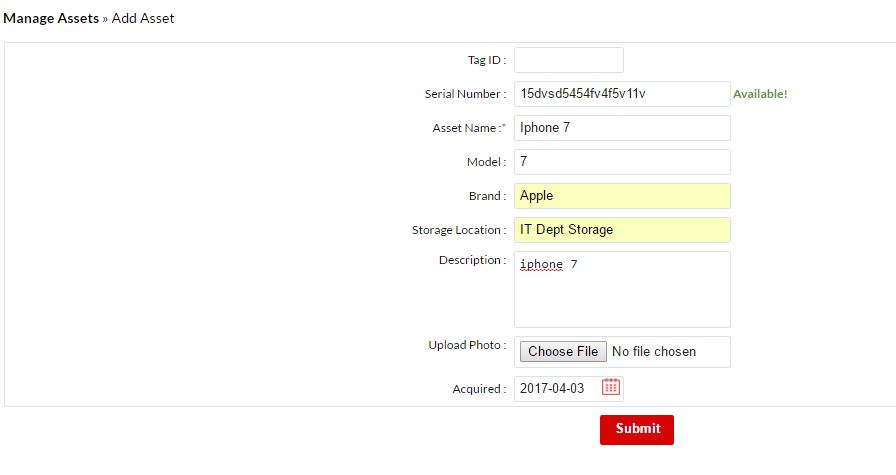 Manage Assets » Add Asset
Tag ID :
Serial Number : 15dvsd5454fv4f5v11v Available!
Asset Name :* Iphone 7
Model : 7
Brand : Apple
Storage Location : IT Dept Storage
Description : iphone 7
Upload Photo : Choose File No file chosen
Acquired : 2017-04-03
Submit